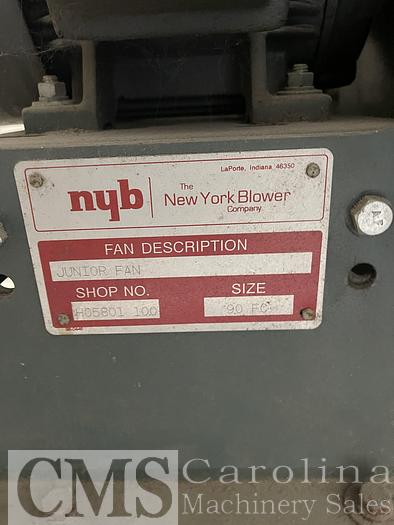 LaPorte, Indiana 46350
nyb
The
New York Blower
Company
FAN DESCRIPTION
JUNIOR FAN
SHOP NO. SIZE
H05801 100 90 FC
CMS Carolina
Machinery Sales